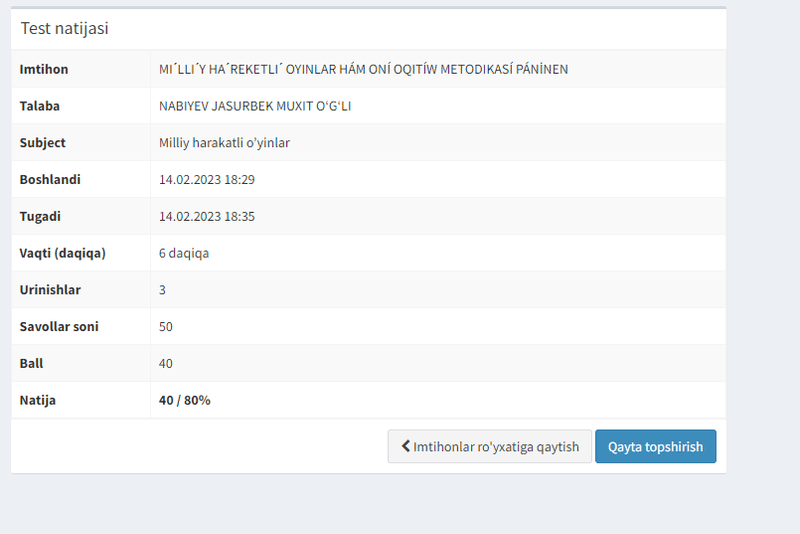 Test natijasi
Imtihon MI´LLI´Y HA´REKETLI´ OYINLAR HÁM ONÍ OQITÍW METODIKASÍ PÁNİNEN
Talaba NABIYEV JASURBEK MUXIT O‘G‘LI
Subject Milliy harakatli o'yinlar
Boshlandi 14.02.2023 18:29
Tugadi 14.02.2023 18:35
Vaqti (daqiqa) 6 daqiqa
Urinishlar 3
Savollar soni 50
Ball 40
Natija 40 / 80%
Imtihonlar ro'yxatiga qaytish Qayta topshirish